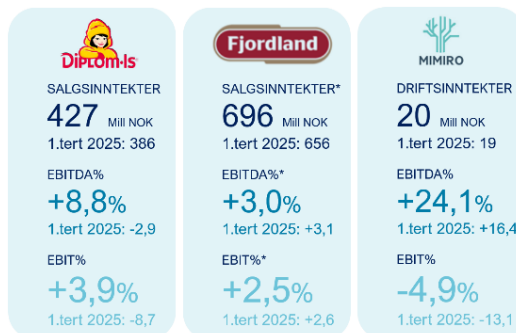 Diplom-Is
SALGSINNTEKTER
427 Mill NOK
1.tert 2025: 386
EBITDA%
+8,8%
1.tert 2025: -2,9
EBIT%
+3,9%
1.tert 2025: -8,7
Fjordland
SALGSINNTEKTER*
696 Mill NOK
1.tert 2025: 656
EBITDA%*
+3,0%
1.tert 2025: +3,1
EBIT%*
+2,5%
1.tert 2025: +2,6
MIMIRO
DRIFTSINNTEKTER
20 Mill NOK
1.tert 2025: 19
EBITDA%
+24,1%
1.tert 2025: +16,4
EBIT%
-4,9%
1.tert 2025: -13,1